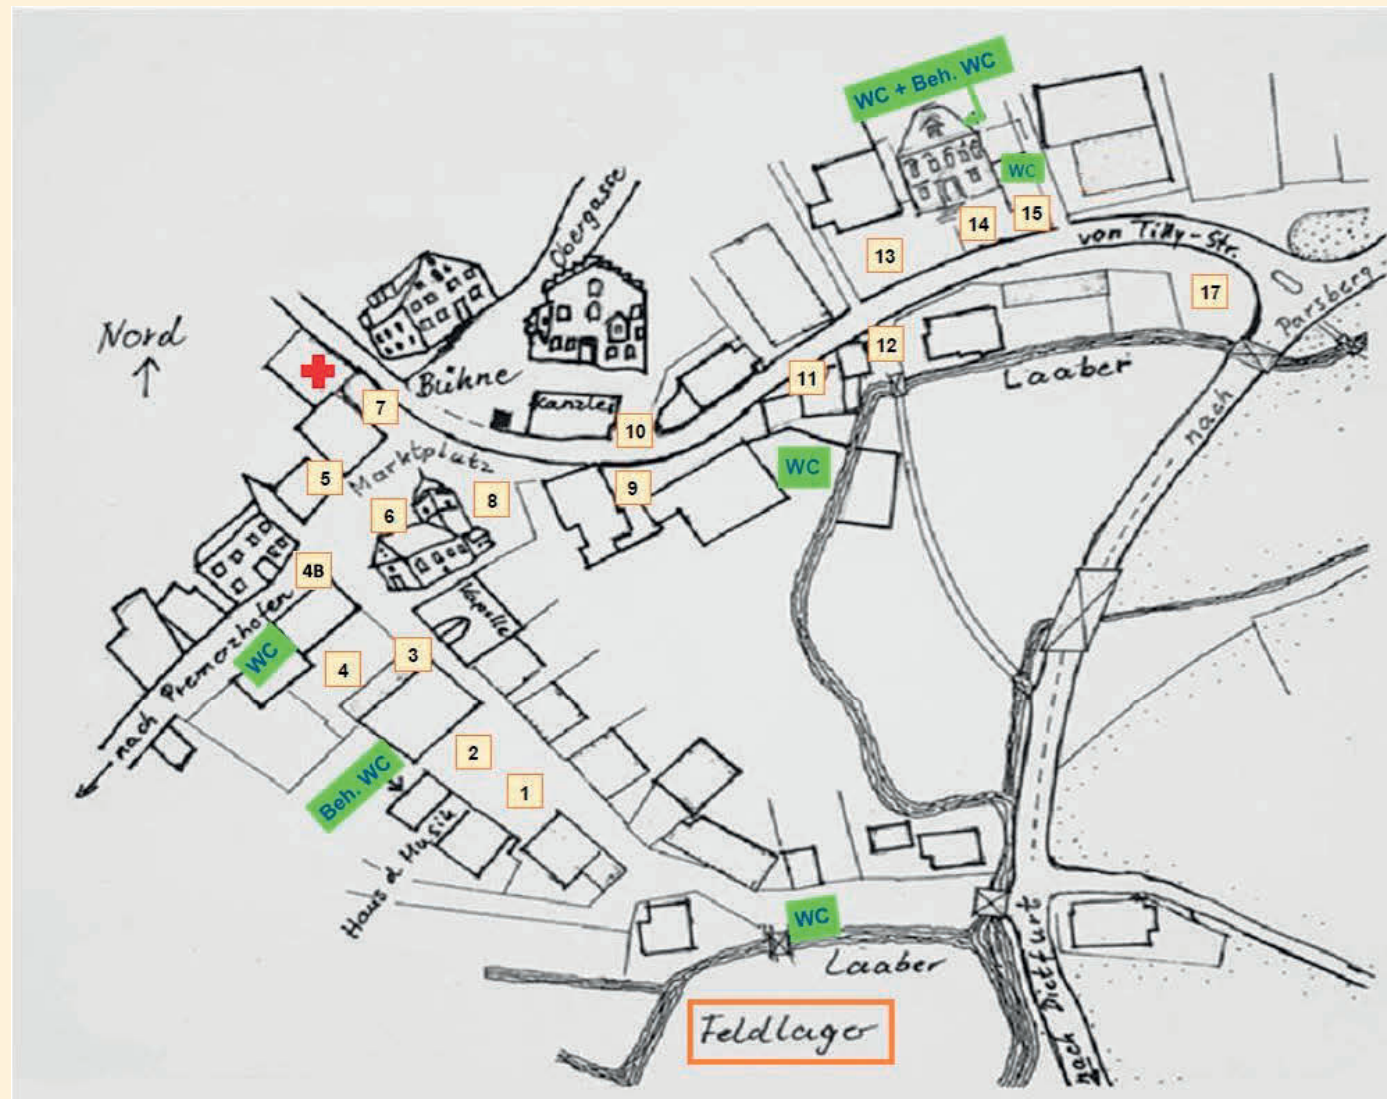 WC + Beh. WC
WC
Obergasse
15
14
von Tilly-Str.
13
17
Nord
Parsberg
12
Laaber
Bühne
11
Kanzlei
7
10
nach
Marktplatz
WC
5
9
8
6
4B
Kapelle
nach Premerzhofen
WC
3
4
2
Beh. WC
1
Haus d. Musik
WC
Laaber
nach Dietfurt
Feldlager